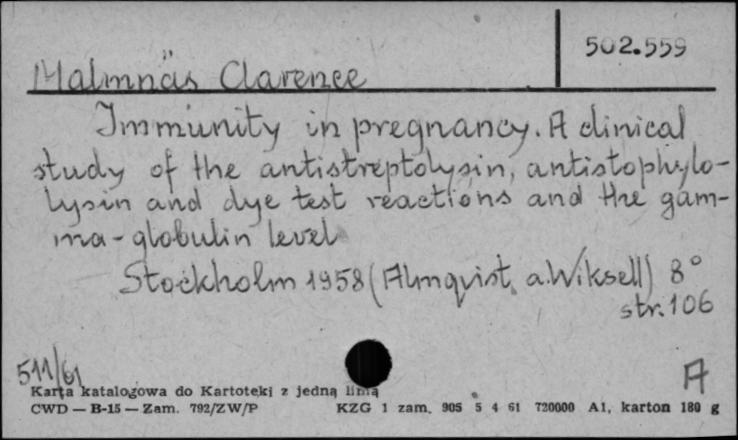 502.559
Malmnäs Clarence
Immunity in pregnancy. A clinical
study of the antistreptolysin, antistophylo-
lysin and dye test reactions and the gam-
ma-globulin level
Stockholm 1958 (Almqvist a. Wiksell) 8°
str. 106
511/61
A
Karta katalogowa do Kartoteki z jedną linią
CWD — B-15 — Zam. 792/ZW/P KZG 1 zam. 905 5 4 61 720000 A1, karton 180 g